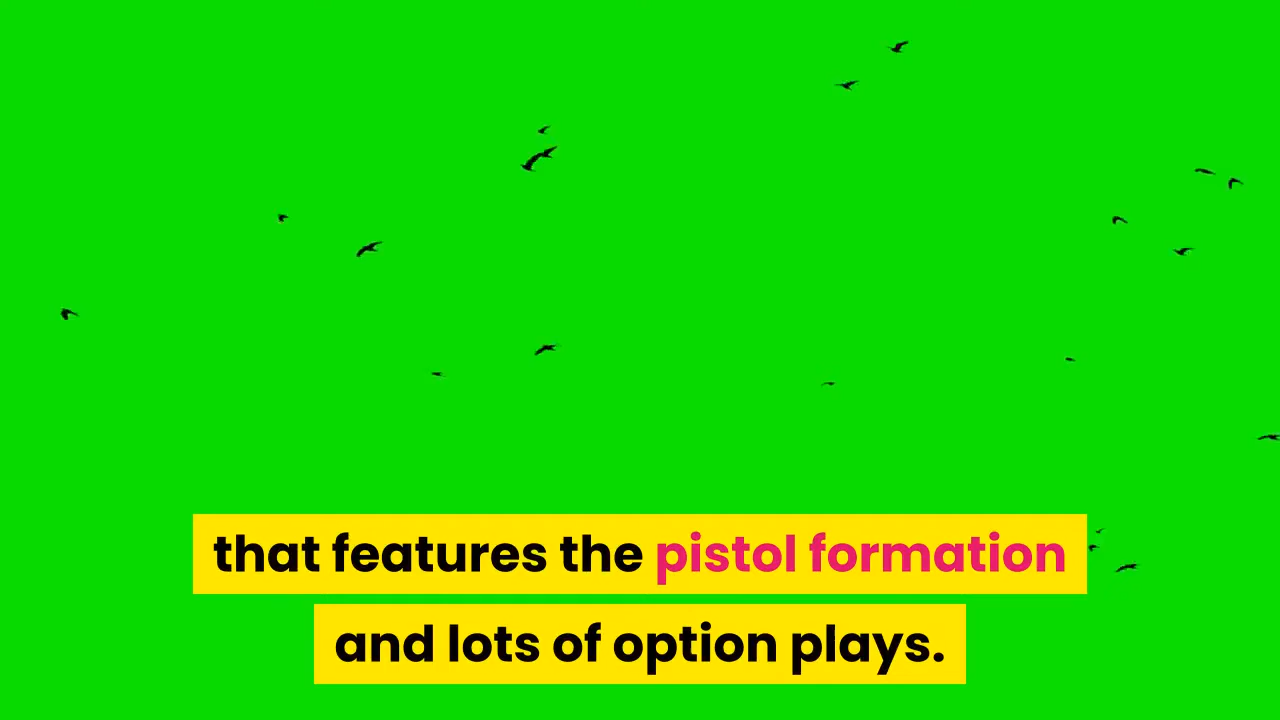 that features the pistol formation
and lots of option plays.